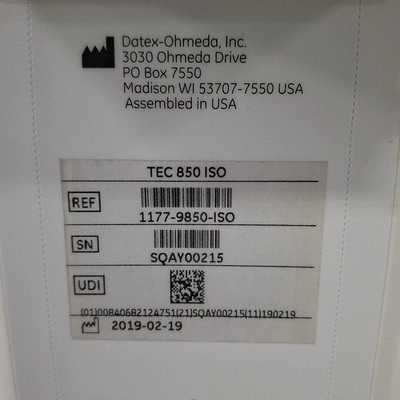 Datex-Ohmeda, Inc.
3030 Ohmeda Drive
PO Box 7550
Madison WI 53707-7550 USA
Assembled in USA
TEC 850 ISO
REF
1177-9850-ISO
SN
SQAY00215
UDI
(01)00840682124751(21)SQAY00215(11)190219
2019-02-19